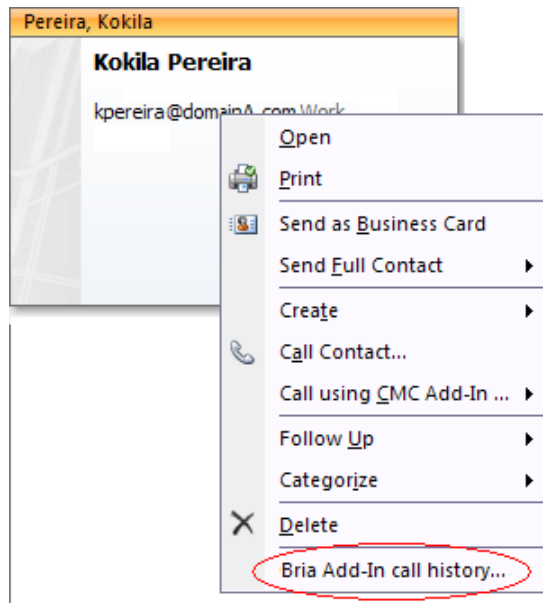 Pereira, Kokila
Kokila Pereira
kpereira@domainA.com Work
Open
Print
Send as Business Card
Send Full Contact
Create
Call Contact...
Call using CMC Add-In ...
Follow Up
Categorize
Delete
Bria Add-In call history...